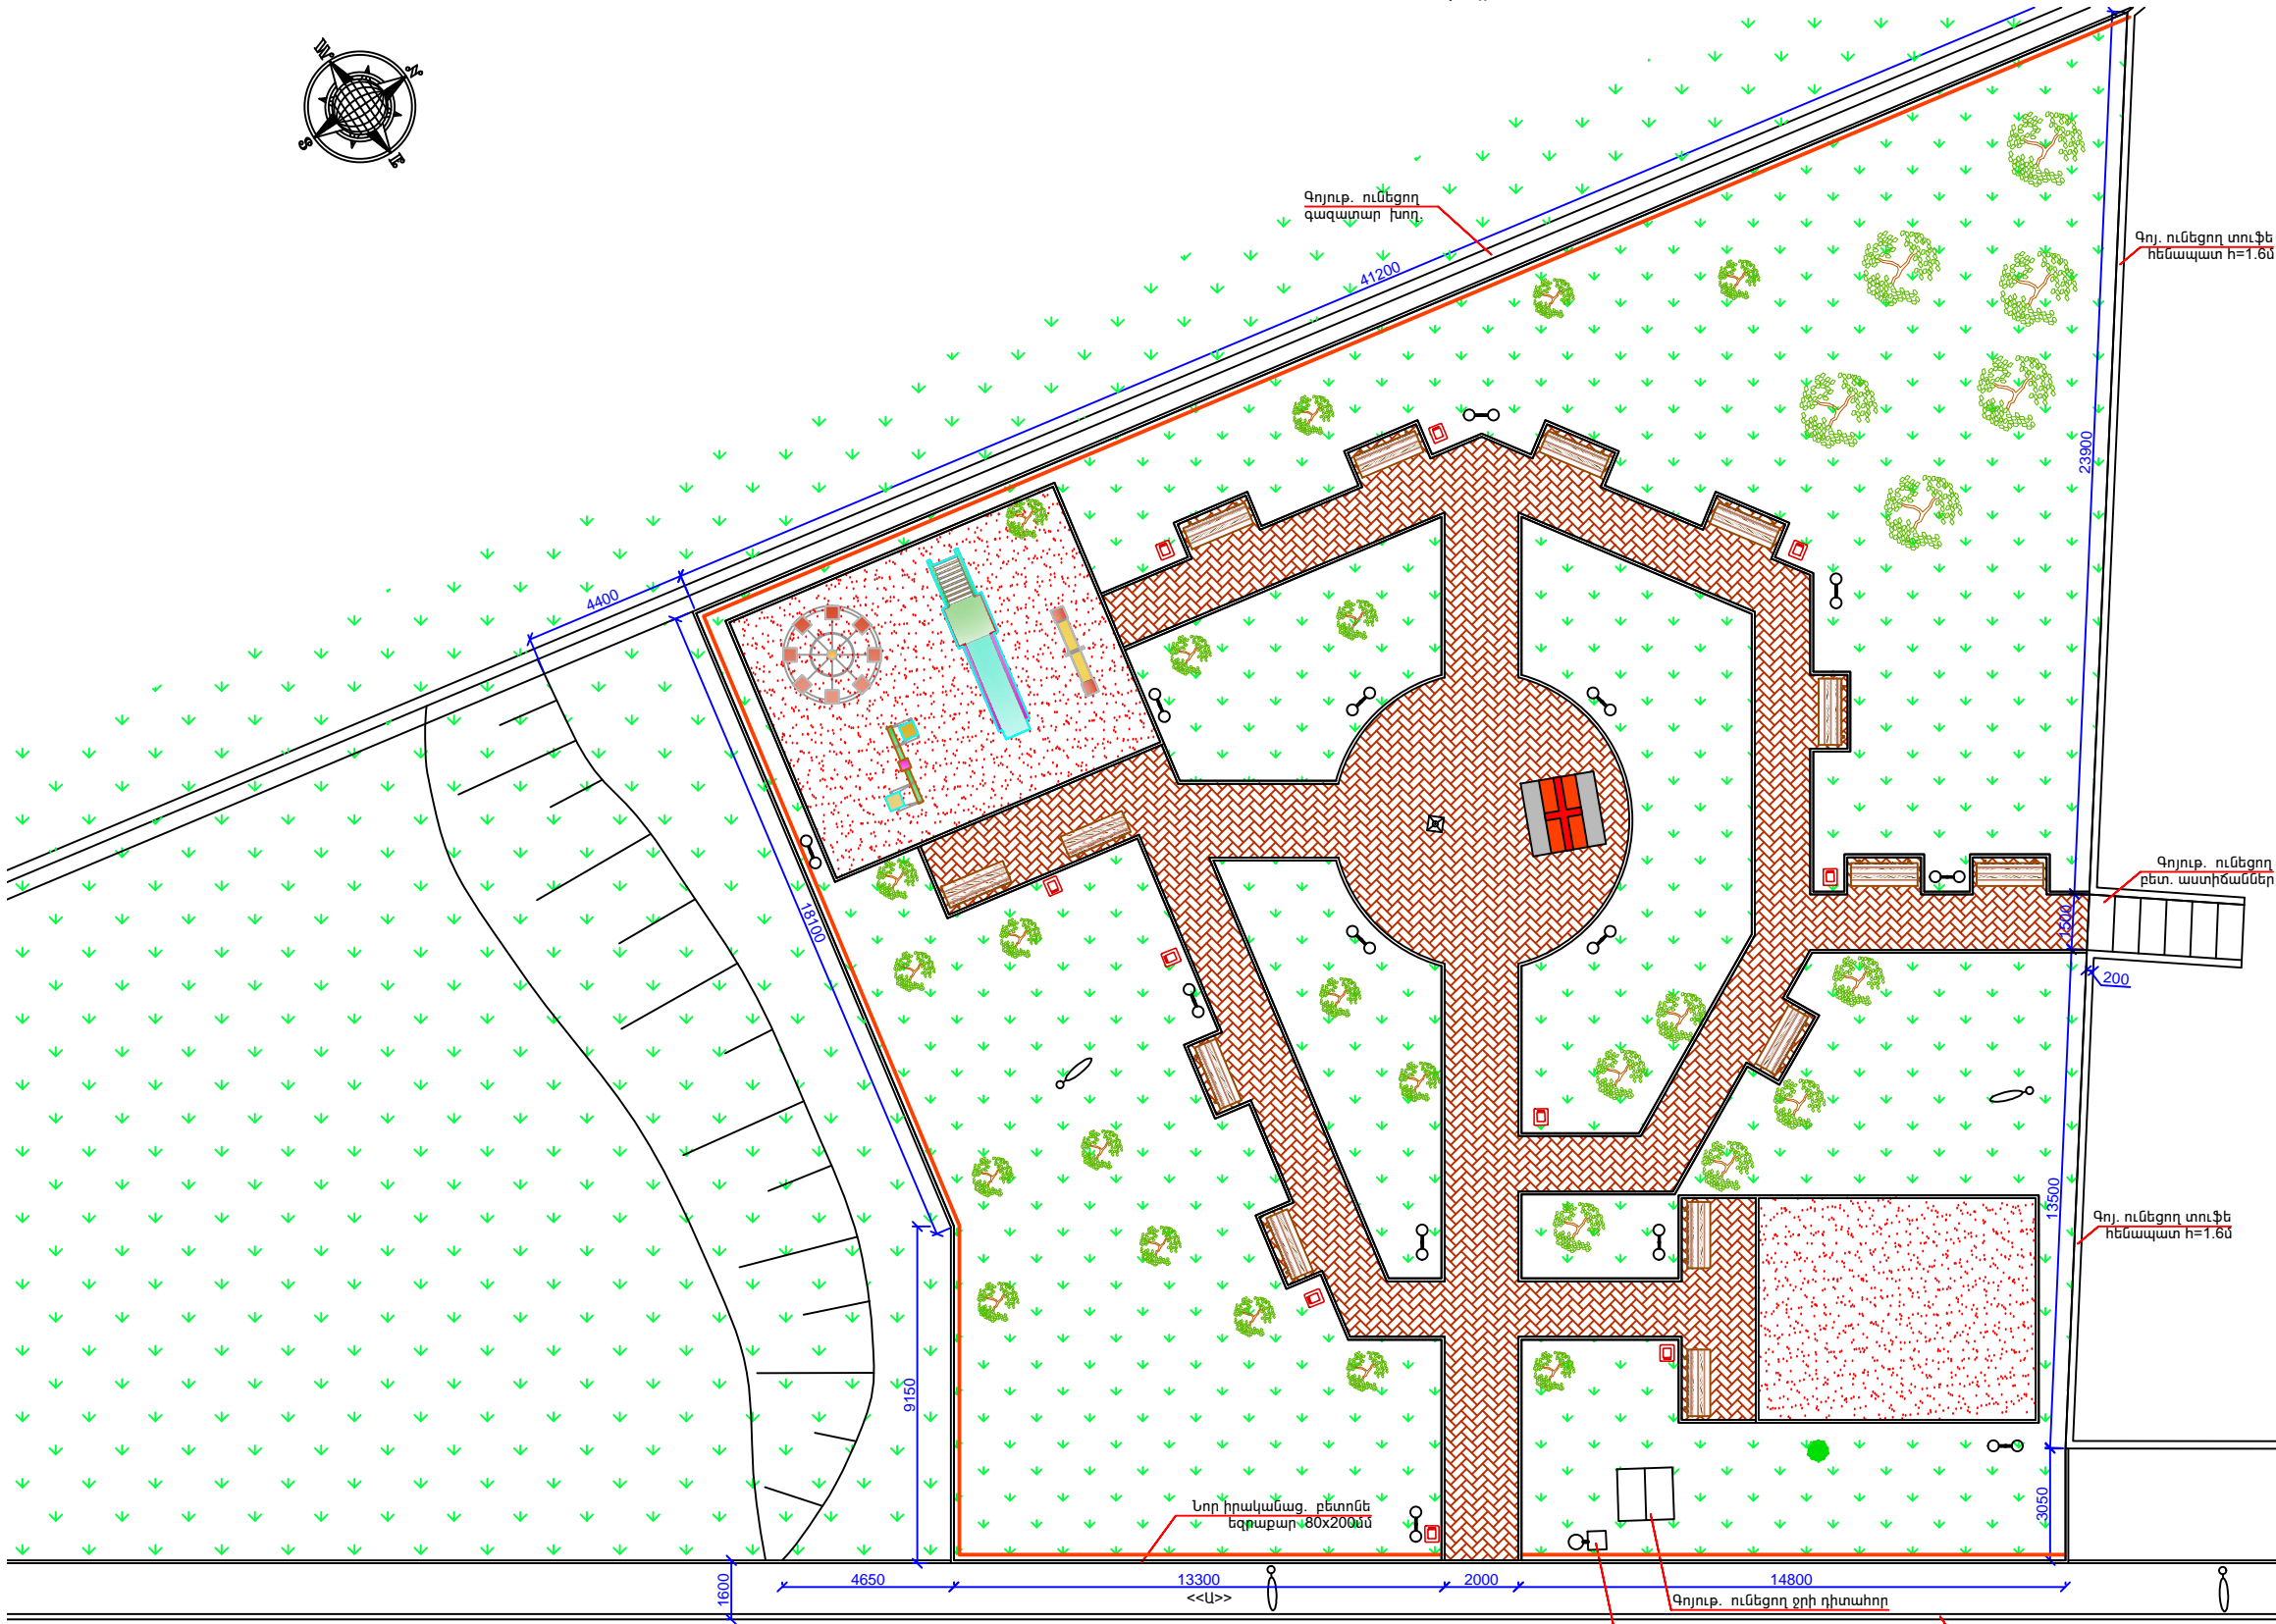 Գոյութ. ունեցող
գազատար խող.
41200
Գոյ. ունեցող տուֆե
հենապատ h=1.6մ
23900
4400
18100
Գոյութ. ունեցող
բետ. աստիճաններ
1500
200
13500
Գոյ. ունեցող տուֆե
հենապատ h=1.6մ
9150
3050
Նոր իրականաց. բետոնե
եզրաքար 80x200մմ
1600
4650
13300
2000
14800
<<Ա>>
Գոյութ. ունեցող ջրի դիտահոր